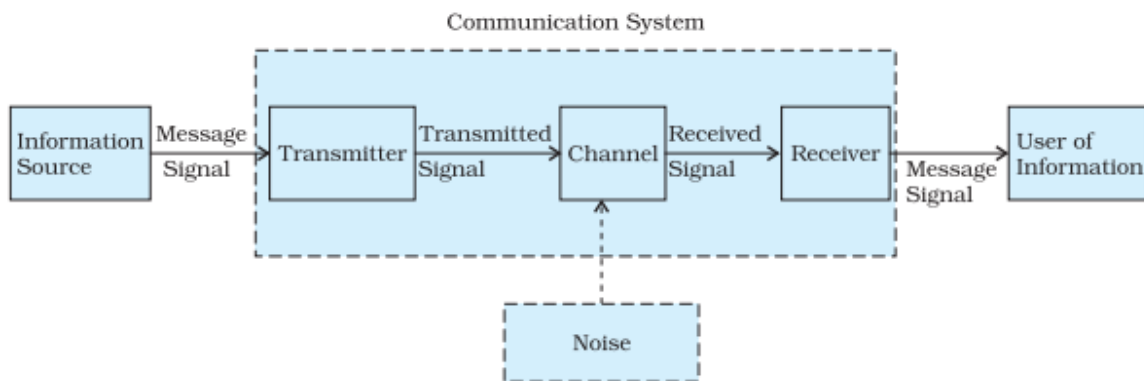 Communication System
Information
Source
Message
Signal
Transmitter
Transmitted
Signal
Channel
Received
Signal
Receiver
Message
Signal
User of
Information
Noise